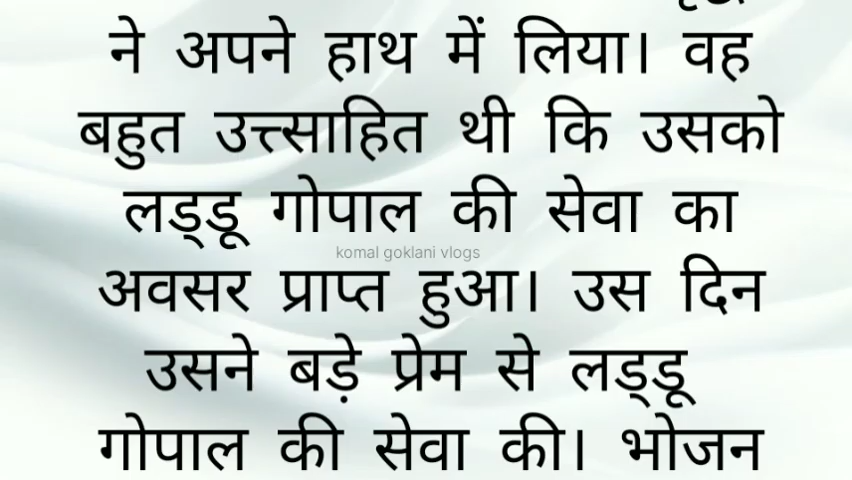 ने अपने हाथ में लिया। वह
बहुत उत्त्साहित थी कि उसको
लड्डू गोपाल की सेवा का
komal goklani vlogs
अवसर प्राप्त हुआ। उस दिन
उसने बड़े प्रेम से लड्डू
गोपाल की सेवा की। भोजन